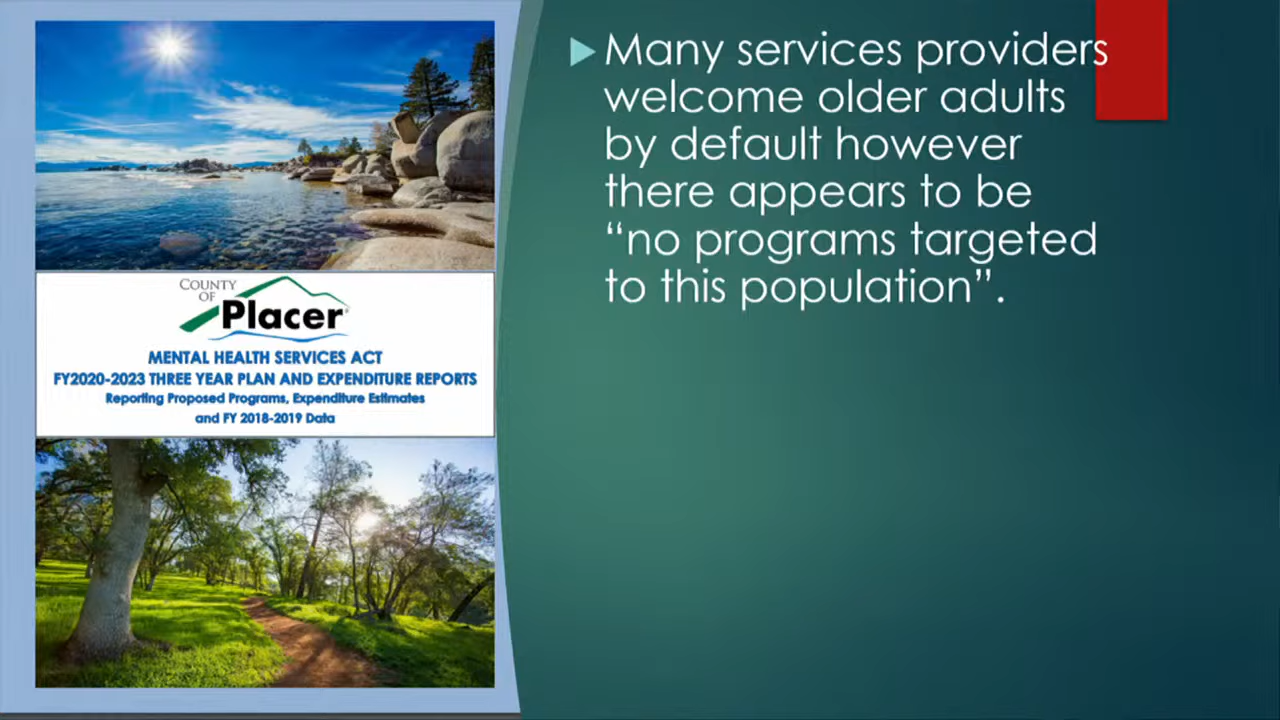 COUNTY
OF
Placer
MENTAL HEALTH SERVICES ACT
FY2020-2023 THREE YEAR PLAN AND EXPENDITURE REPORTS
Reporting Proposed Programs, Expenditure Estimates
and FY 2018-2019 Data
Many services providers
welcome older adults
by default however
there appears to be
“no programs targeted
to this population”.